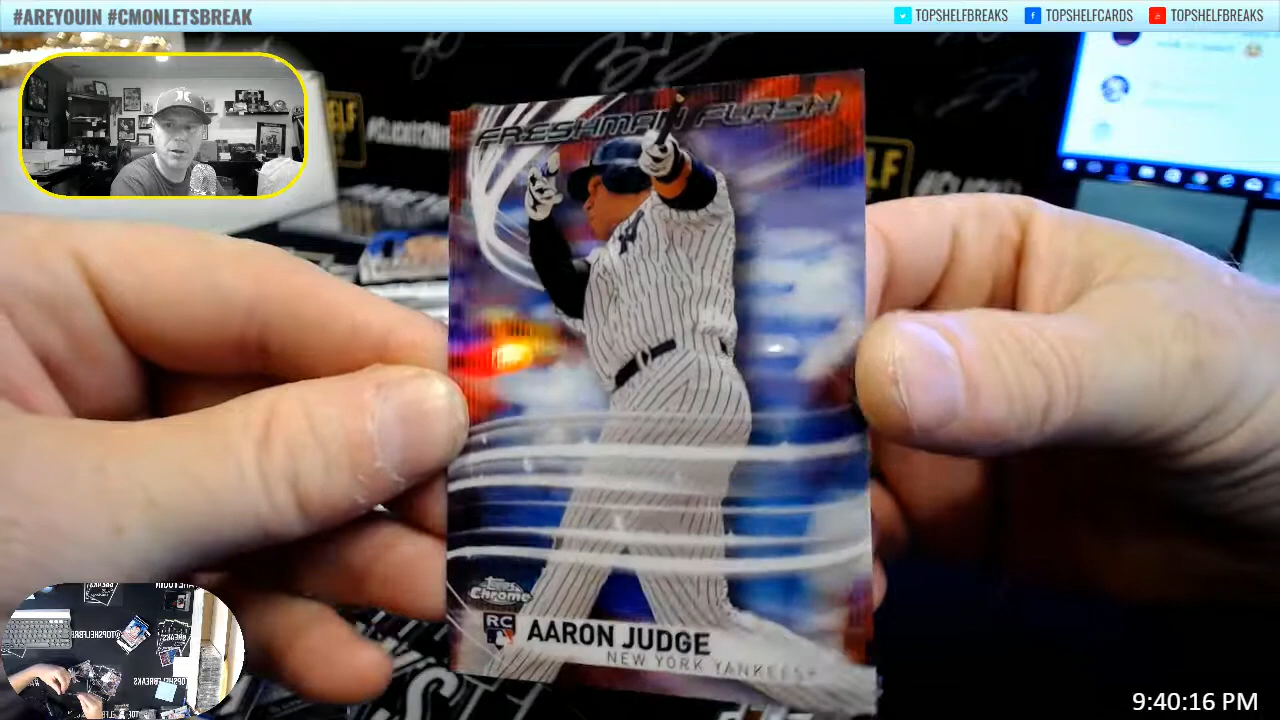 #AREYOUIN #CMONLETSBREAK
TOPSHELFBREAKS
TOPSHELFCARDS
TOPSHELFBREAKS
FRESHMAN FLASH
Topps
Chrome
RC
AARON JUDGE
NEW YORK YANKEES
9:40:16 PM